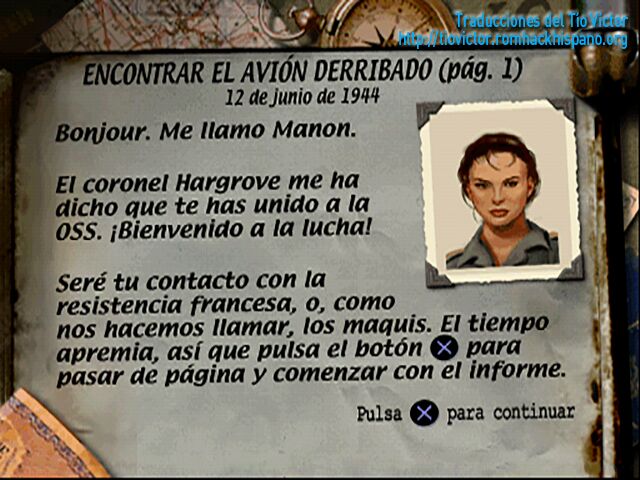 Traducciones del Tio Victor
http://tiovictor.romhackhispano.org
ENCONTRAR EL AVIÓN DERRIBADO (pág. 1)
12 de junio de 1944
Bonjour. Me llamo Manon.
El coronel Hargrove me ha
dicho que te has unido a la
OSS. ¡Bienvenido a la lucha!
Seré tu contacto con la
resistencia francesa, o, como
nos hacemos llamar, los maquis. El tiempo
apremia, así que pulsa el botón X para
pasar de página y comenzar con el informe.
Pulsa X para continuar